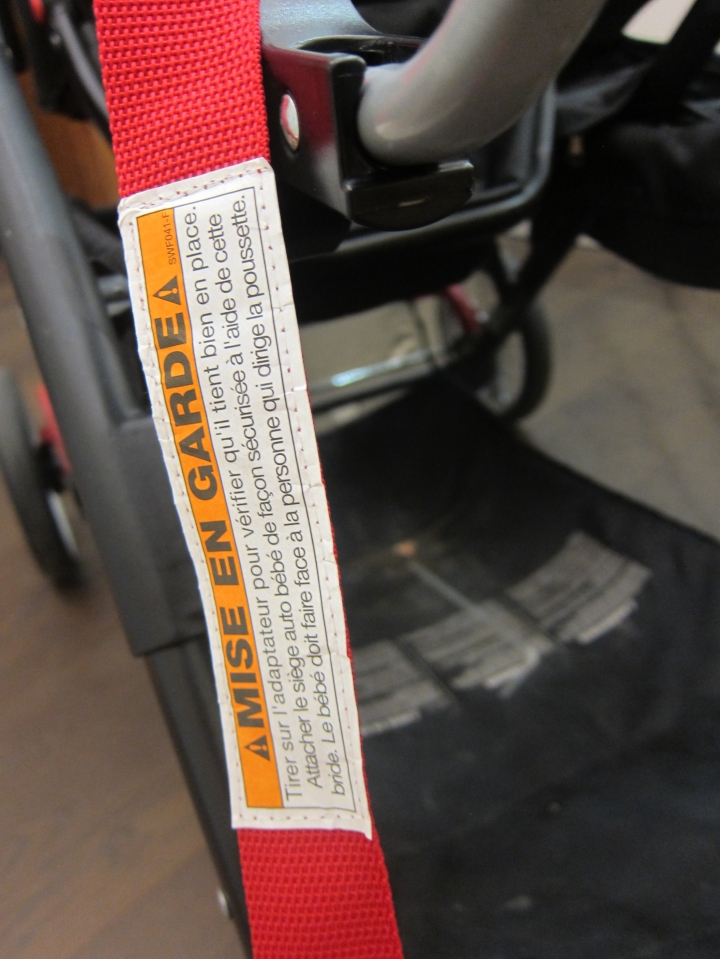 ⚠MISE EN GARDE⚠
SWF041-F
Tirer sur l'adaptateur pour vérifier qu'il tient bien en place.
Attacher le siège auto bébé de façon sécurisée à l'aide de cette
bride. Le bébé doit faire face à la personne qui dirige la poussette.